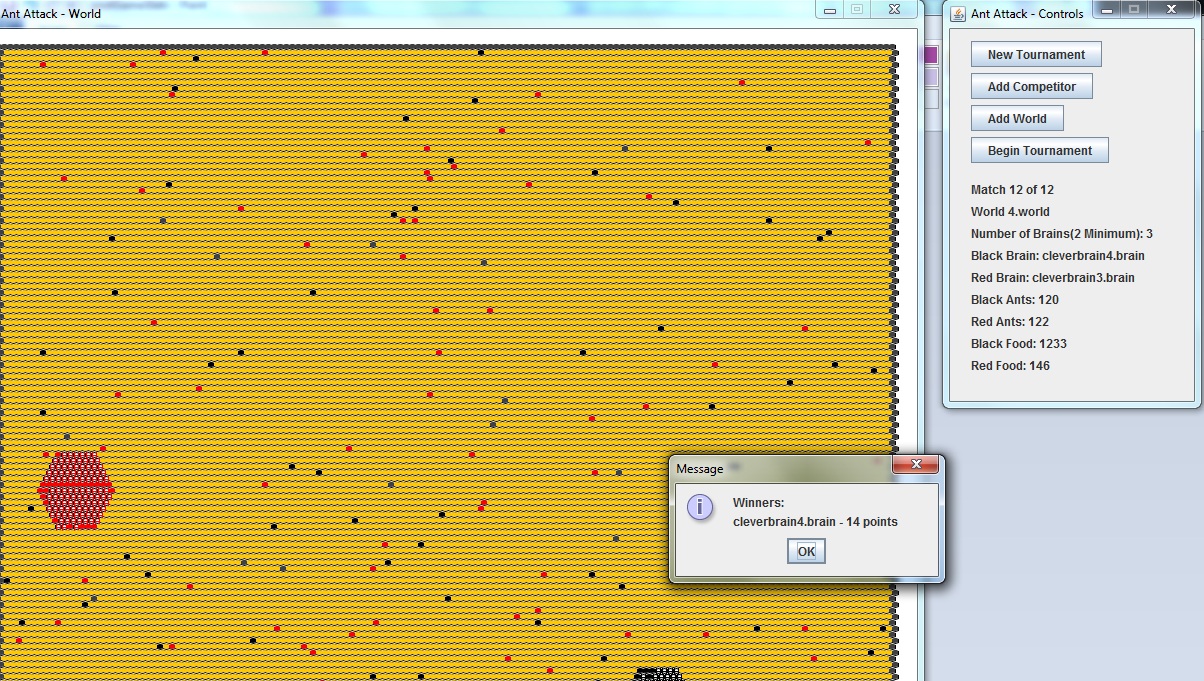 Ant Attack - World
Ant Attack - Controls
New Tournament
Add Competitor
Add World
Begin Tournament
Match 12 of 12
World 4.world
Number of Brains(2 Minimum): 3
Black Brain: cleverbrain4.brain
Red Brain: cleverbrain3.brain
Black Ants: 120
Red Ants: 122
Black Food: 1233
Red Food: 146
Message
Winners:
cleverbrain4.brain - 14 points
OK